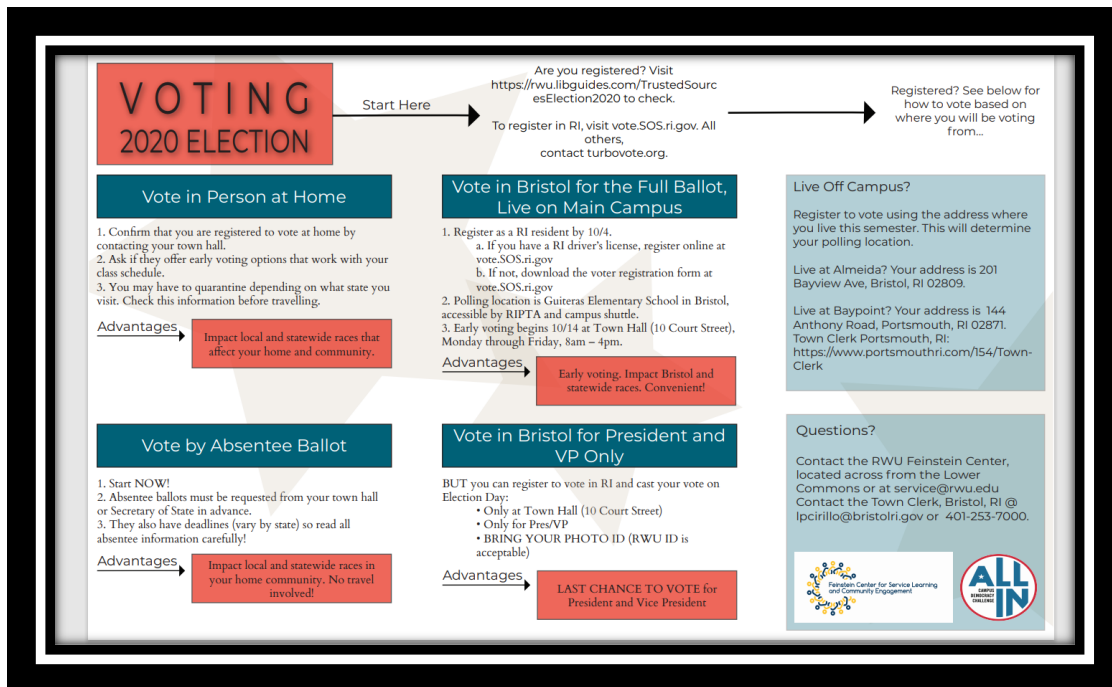 VOTING
2020 ELECTION
Start Here
Are you registered? Visit
https://rwu.libguides.com/TrustedSourc
esElection2020 to check.
To register in RI, visit vote.SOS.ri.gov. All
others,
contact turbovote.org.
Registered? See below for
how to vote based on
where you will be voting
from...
Vote in Person at Home
1. Confirm that you are registered to vote at home by
contacting your town hall.
2. Ask if they offer early voting options that work with your
class schedule.
3. You may have to quarantine depending on what state you
visit. Check this information before travelling.
Advantages
Impact local and statewide races that
affect your home and community.
Vote in Bristol for the Full Ballot,
Live on Main Campus
1. Register as a RI resident by 10/4.
a. If you have a RI driver's license, register online at
vote.SOS.ri.gov
b. If not, download the voter registration form at
vote.SOS.ri.gov
2. Polling location is Guiteras Elementary School in Bristol,
accessible by RIPTA and campus shuttle.
3. Early voting begins 10/14 at Town Hall (10 Court Street),
Monday through Friday, 8am – 4pm.
Advantages
Early voting. Impact Bristol and
statewide races. Convenient!
Live Off Campus?
Register to vote using the address where
you live this semester. This will determine
your polling location.
Live at Almeida? Your address is 201
Bayview Ave, Bristol, RI 02809.
Live at Baypoint? Your address is 144
Anthony Road, Portsmouth, RI 02871.
Town Clerk Portsmouth, RI:
https://www.portsmouthri.com/154/Town-
Clerk
Vote by Absentee Ballot
1. Start NOW!
2. Absentee ballots must be requested from your town hall
or Secretary of State in advance.
3. They also have deadlines (vary by state) so read all
absentee information carefully!
Advantages
Impact local and statewide races in
your home community. No travel
involved!
Vote in Bristol for President and
VP Only
BUT you can register to vote in RI and cast your vote on
Election Day:
• Only at Town Hall (10 Court Street)
• Only for Pres/VP
• BRING YOUR PHOTO ID (RWU ID is
acceptable)
Advantages
LAST CHANCE TO VOTE for
President and Vice President
Questions?
Contact the RWU Feinstein Center,
located across from the Lower
Commons or at service@rwu.edu
Contact the Town Clerk, Bristol, RI @
lpcirillo@bristolri.gov or 401-253-7000.
Feinstein Center for Service Learning
and Community Engagement
ALL
CAMPUS
DEMOCRACY
CHALLENGE
IN